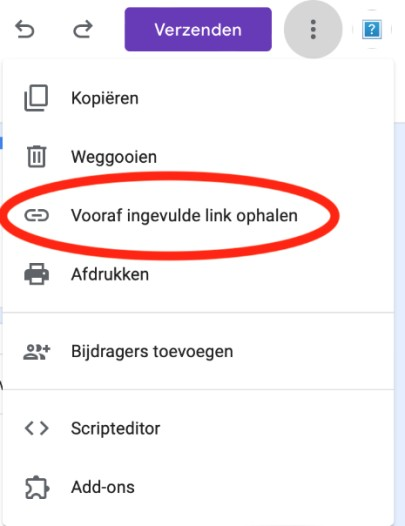 Verzenden
Kopiëren
Weggooien
Vooraf ingevulde link ophalen
Afdrukken
Bijdragers toevoegen
Scripteditor
Add-ons